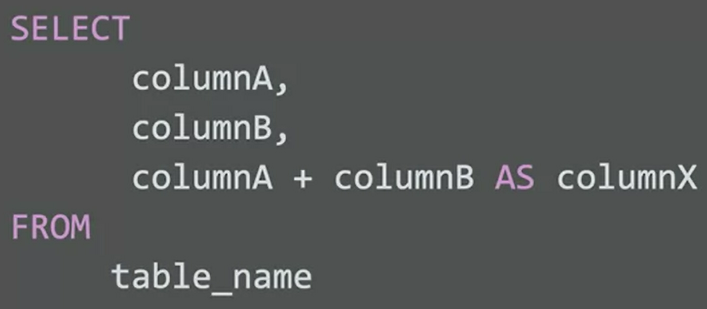 SELECT
columnA,
columnB,
columnA + columnB AS columnX
FROM
table_name